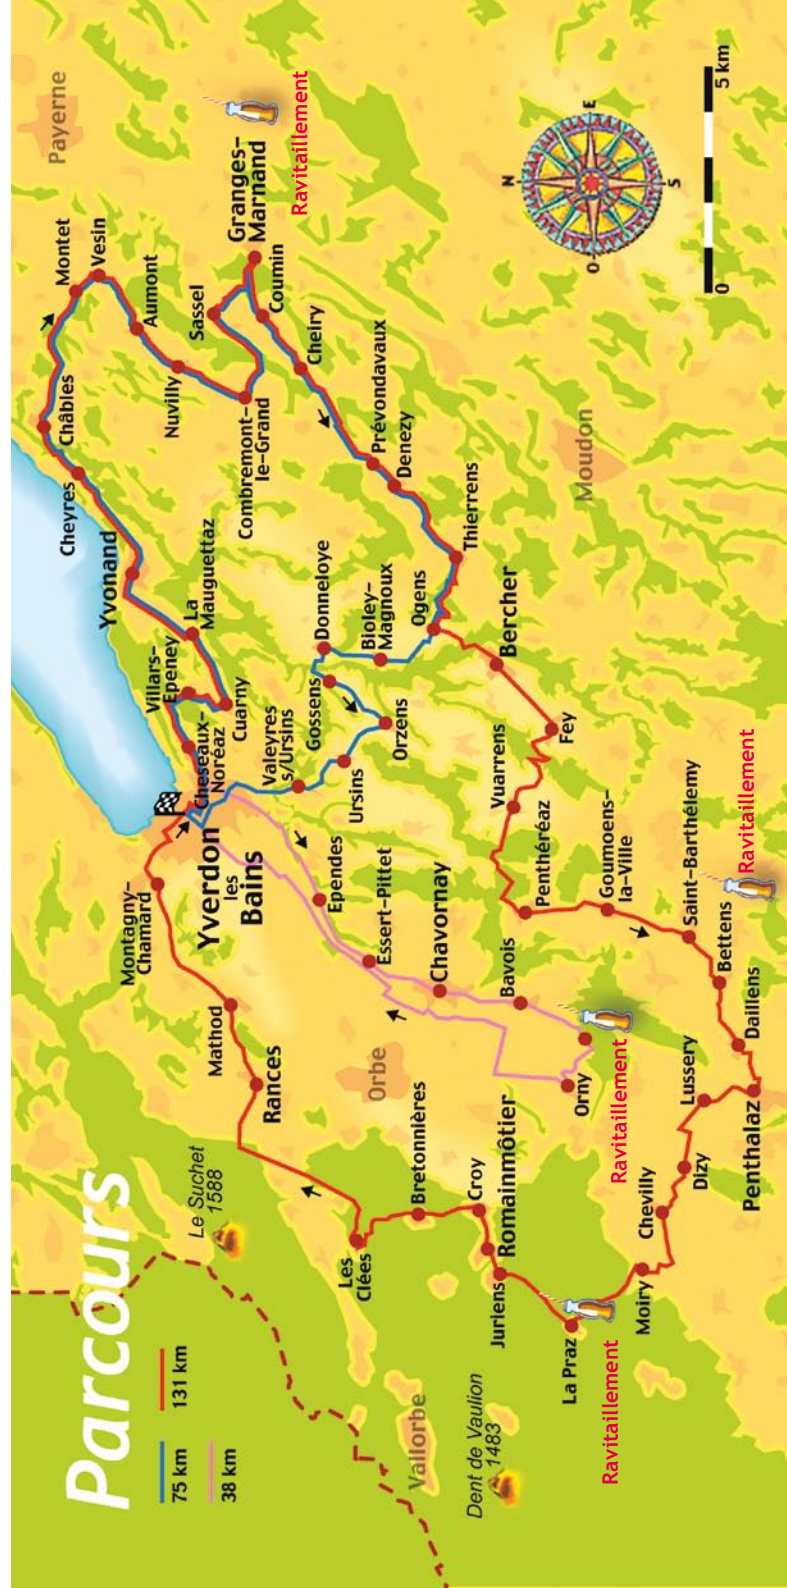 Parcours
75 km
131 km
38 km
Le Suchet
1588
Dent de Vaulion
1483
Vallorbe
Orbe
Payerne
Moudon
Yverdon
les
Bains
Montagny-
Chamard
Mathod
Rances
Les
Clées
Bretonnières
Croy
Romainmôtier
Juriens
La Praz
Ravitaillement
Moiry
Chevilly
Dizy
Lussery
Penthalaz
Daillens
Bettens
Saint-Barthélemy
Ravitaillement
Goumoens-
la-Ville
Penthéréaz
Vuarrens
Fey
Bercher
Ogens
Thierrens
Denezy
Prévondavaux
Cheiry
Coumin
Granges-
Marnand
Ravitaillement
Sassel
Combremont-
le-Grand
Nuvilly
Aumont
Vesin
Montet
Châbles
Cheyres
Yvonand
La
Mauguettaz
Villars-
Epeney
Cuarny
Cheseaux-
Noréaz
Valeyres
s/Ursins
Ursins
Orzens
Gossens
Donneloye
Bioley-
Magnoux
Ependes
Essert-Pittet
Chavornay
Bavois
Orny
Ravitaillement
N
E
S
O
0
5 km